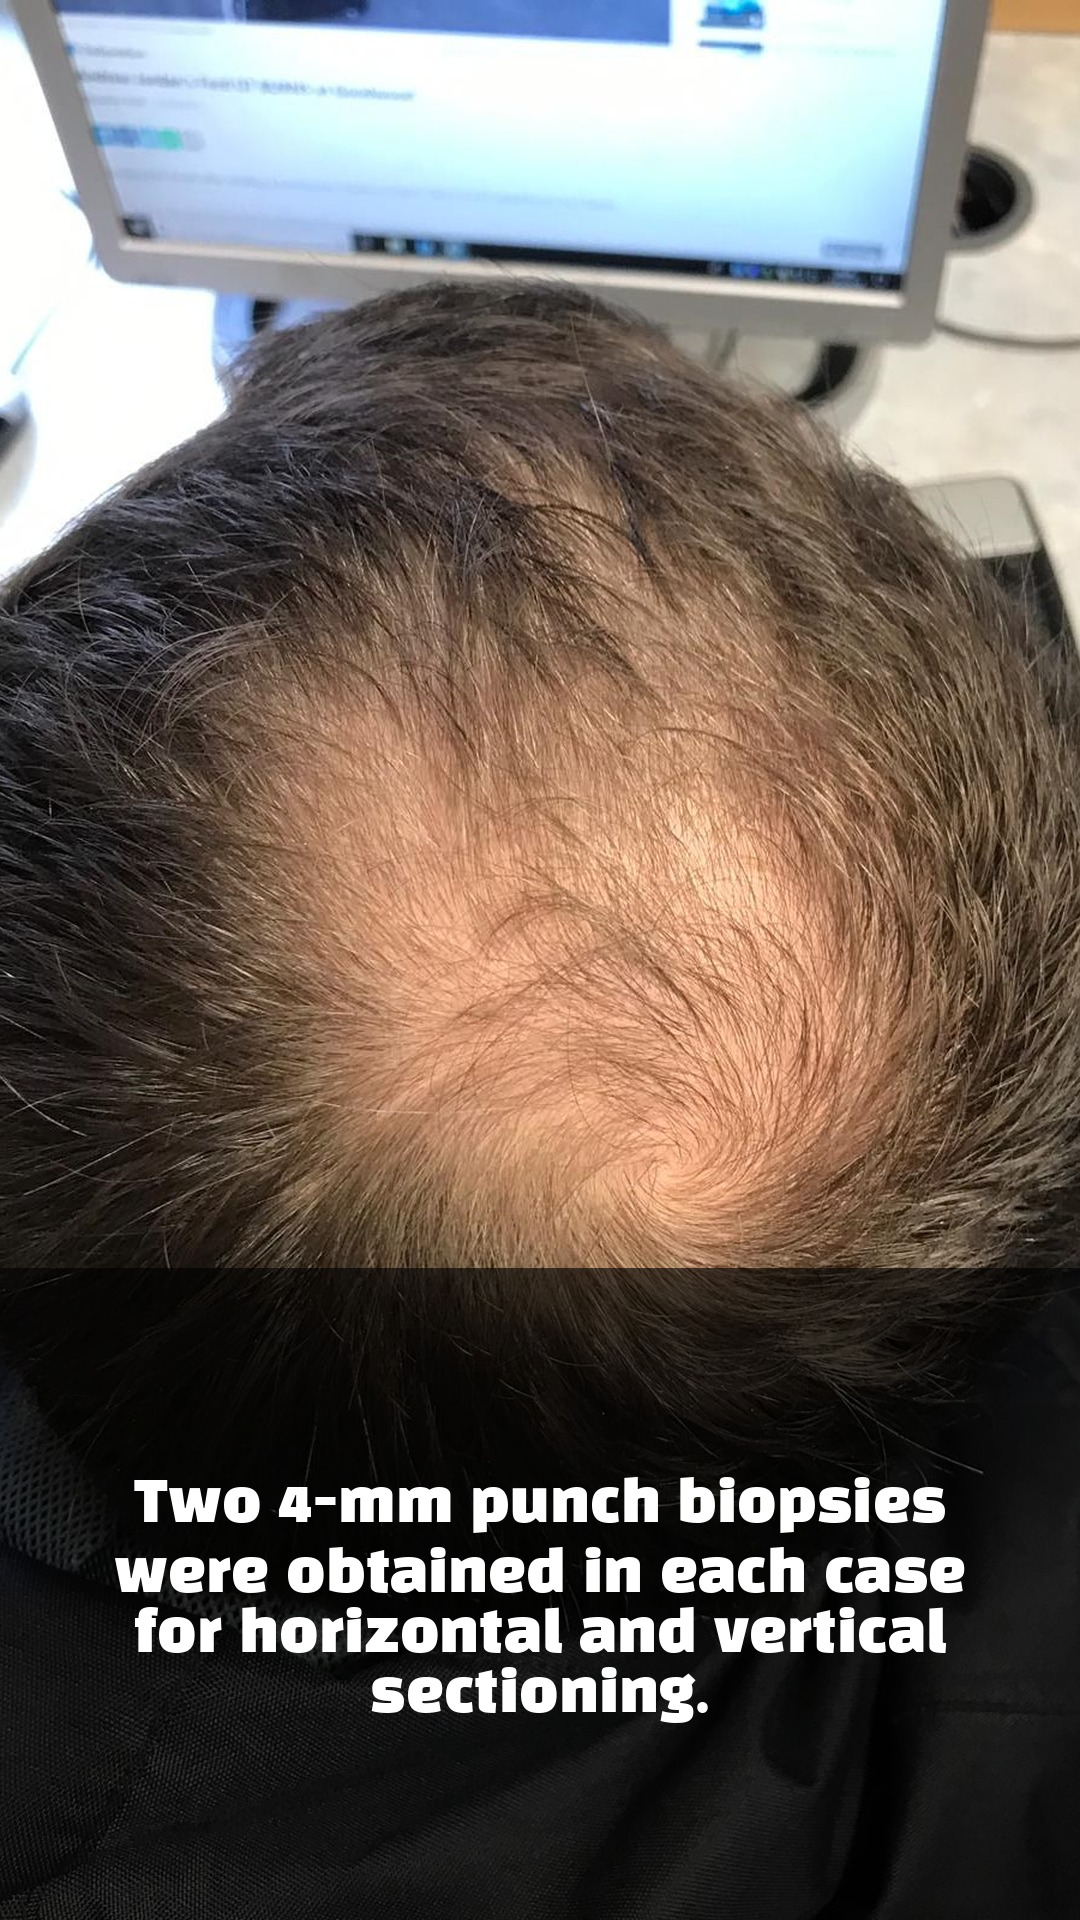 Two 4-mm punch biopsies
were obtained in each case
for horizontal and vertical
sectioning.